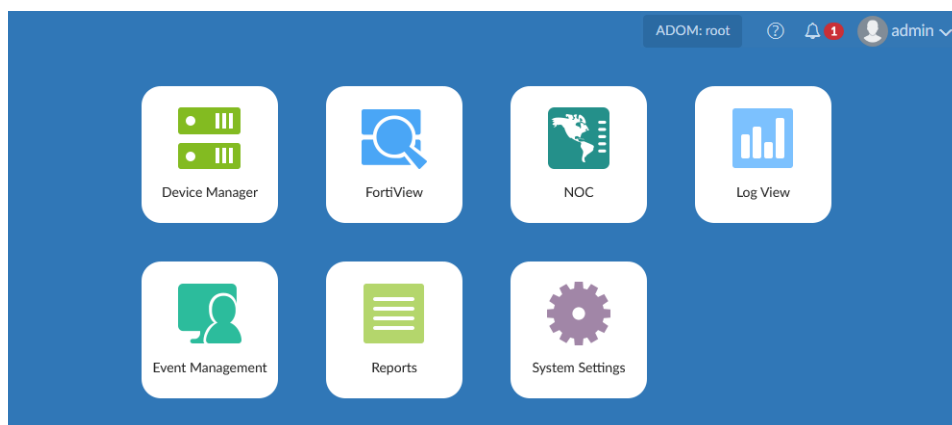 ADOM: root
1
admin
Device Manager
FortiView
NOC
Log View
Event Management
Reports
System Settings